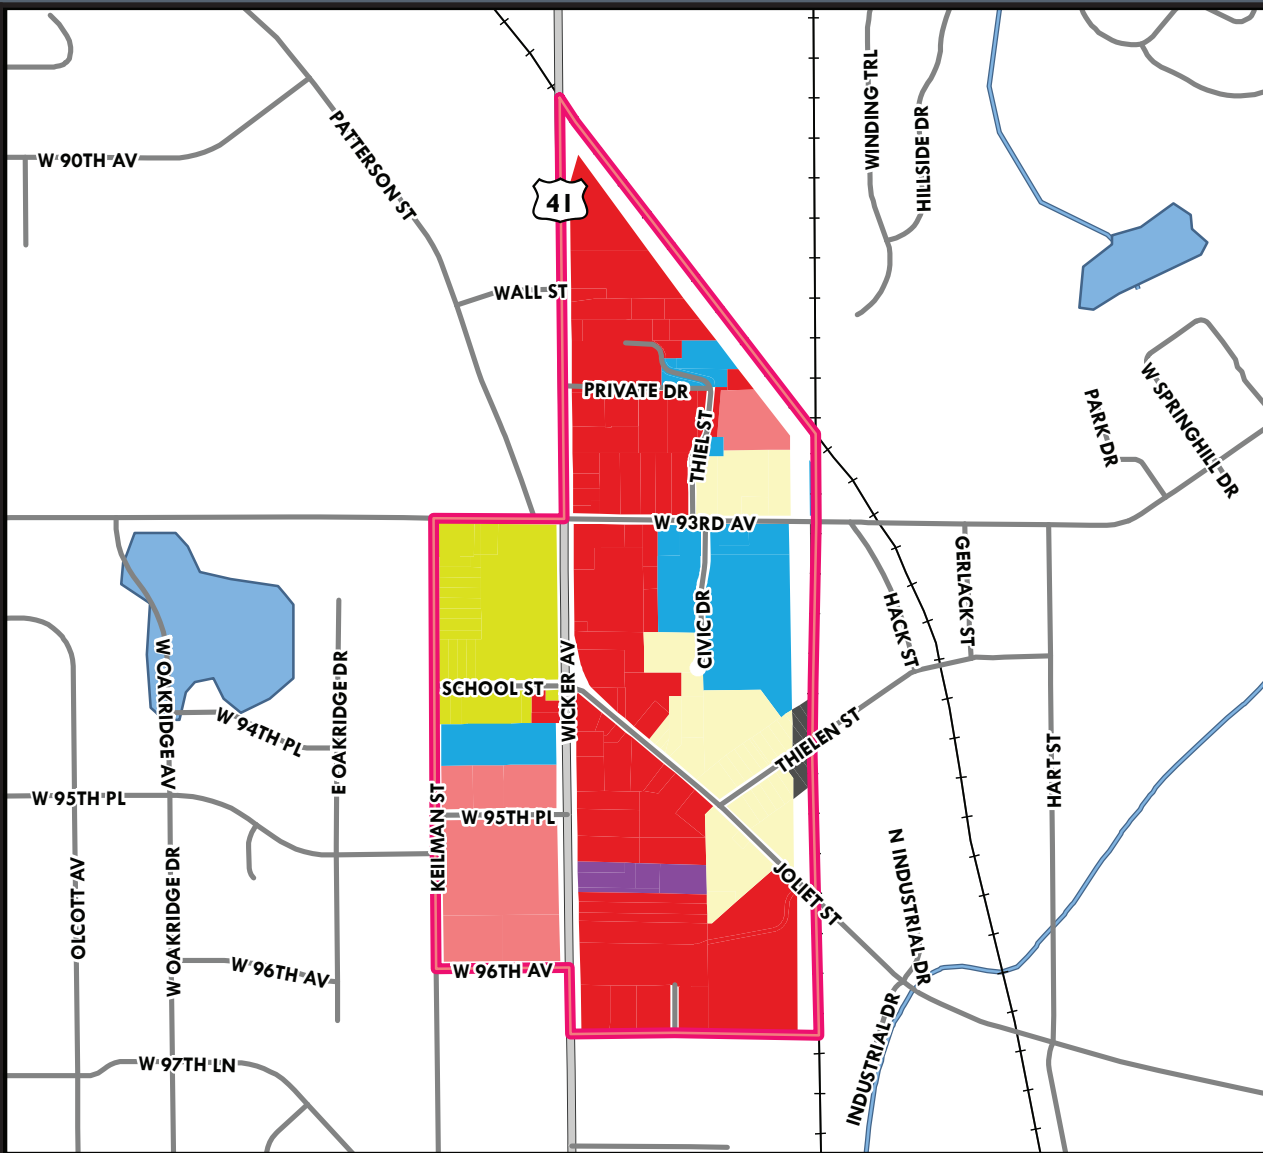 W 90TH AV
PATTERSON ST
WINDING TRL
HILLSIDE DR
41
WALL ST
PRIVATE DR
THIEL ST
PARK DR
W SPRINGHILL DR
W 93RD AV
HACK ST
GERLACK ST
CIVIC DR
W OAKRIDGE AV
E OAKRIDGE DR
SCHOOL ST
WICKER AV
W 94TH PL
THIELEN ST
HART ST
W 95TH PL
KEILMAN ST
W 95TH PL
OLCOTT AV
W OAKRIDGE DR
JOLIET ST
N INDUSTRIAL DR
W 96TH AV
W 96TH AV
INDUSTRIAL DR
W 97TH LN